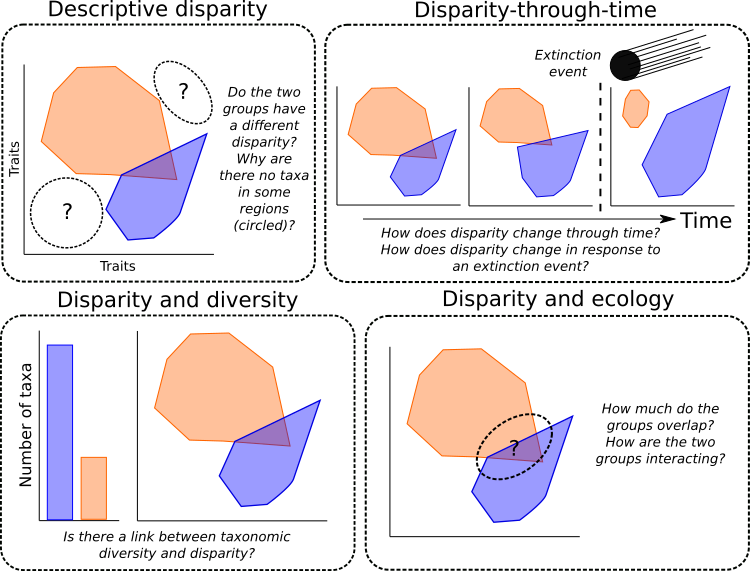 Descriptive disparity
Traits
?
?
Do the two
groups have
a different
disparity?
Why are
there no taxa
in some
regions
(circled)?
Traits
Disparity-through-time
Extinction
event
Time
How does disparity change through time?
How does disparity change in response to
an extinction event?
Disparity and diversity
Number of taxa
Is there a link between taxonomic
diversity and disparity?
Disparity and ecology
?
How much do the
groups overlap?
How are the two
groups interacting?